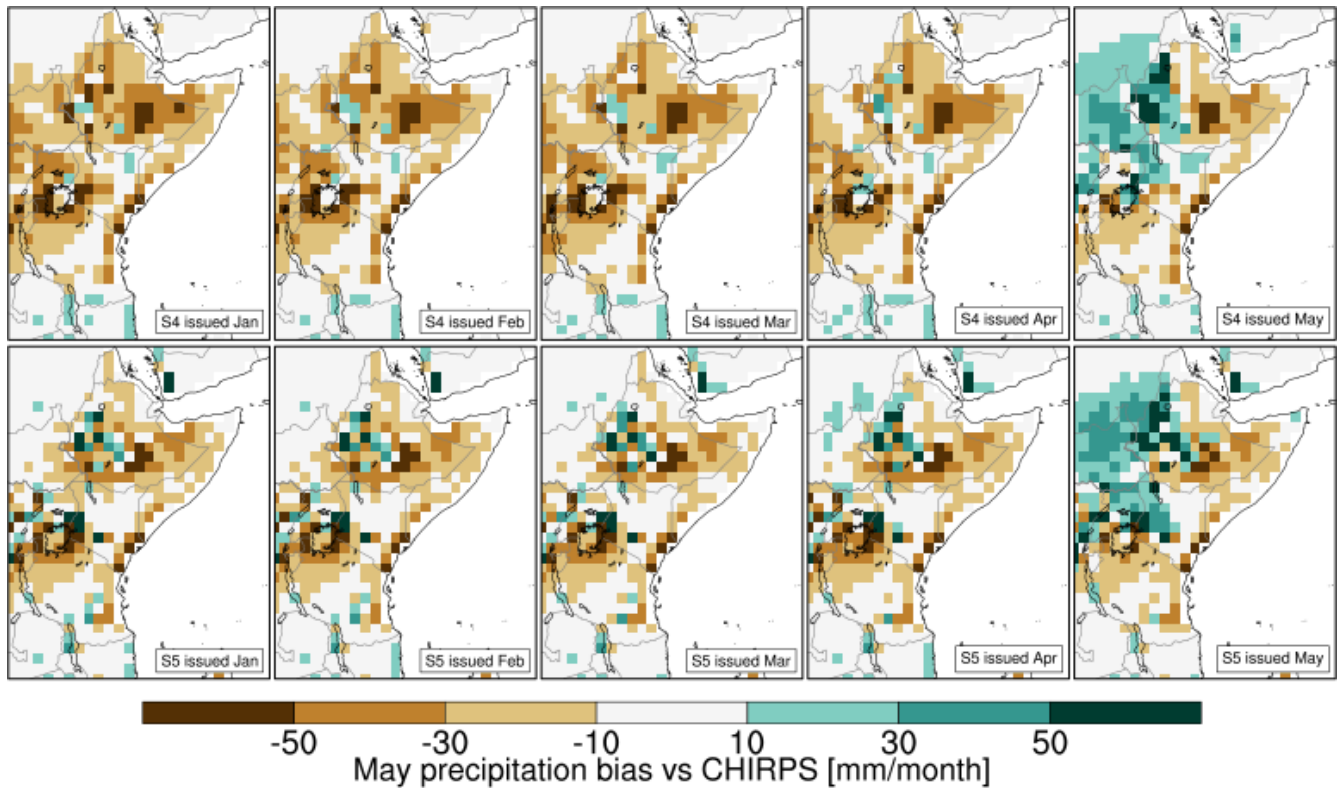 S4 issued Jan
S4 issued Feb
S4 issued Mar
S4 issued Apr
S4 issued May
S5 issued Jan
S5 issued Feb
S5 issued Mar
S5 issued Apr
S5 issued May
-50 -30 -10 10 30 50
May precipitation bias vs CHIRPS [mm/month]